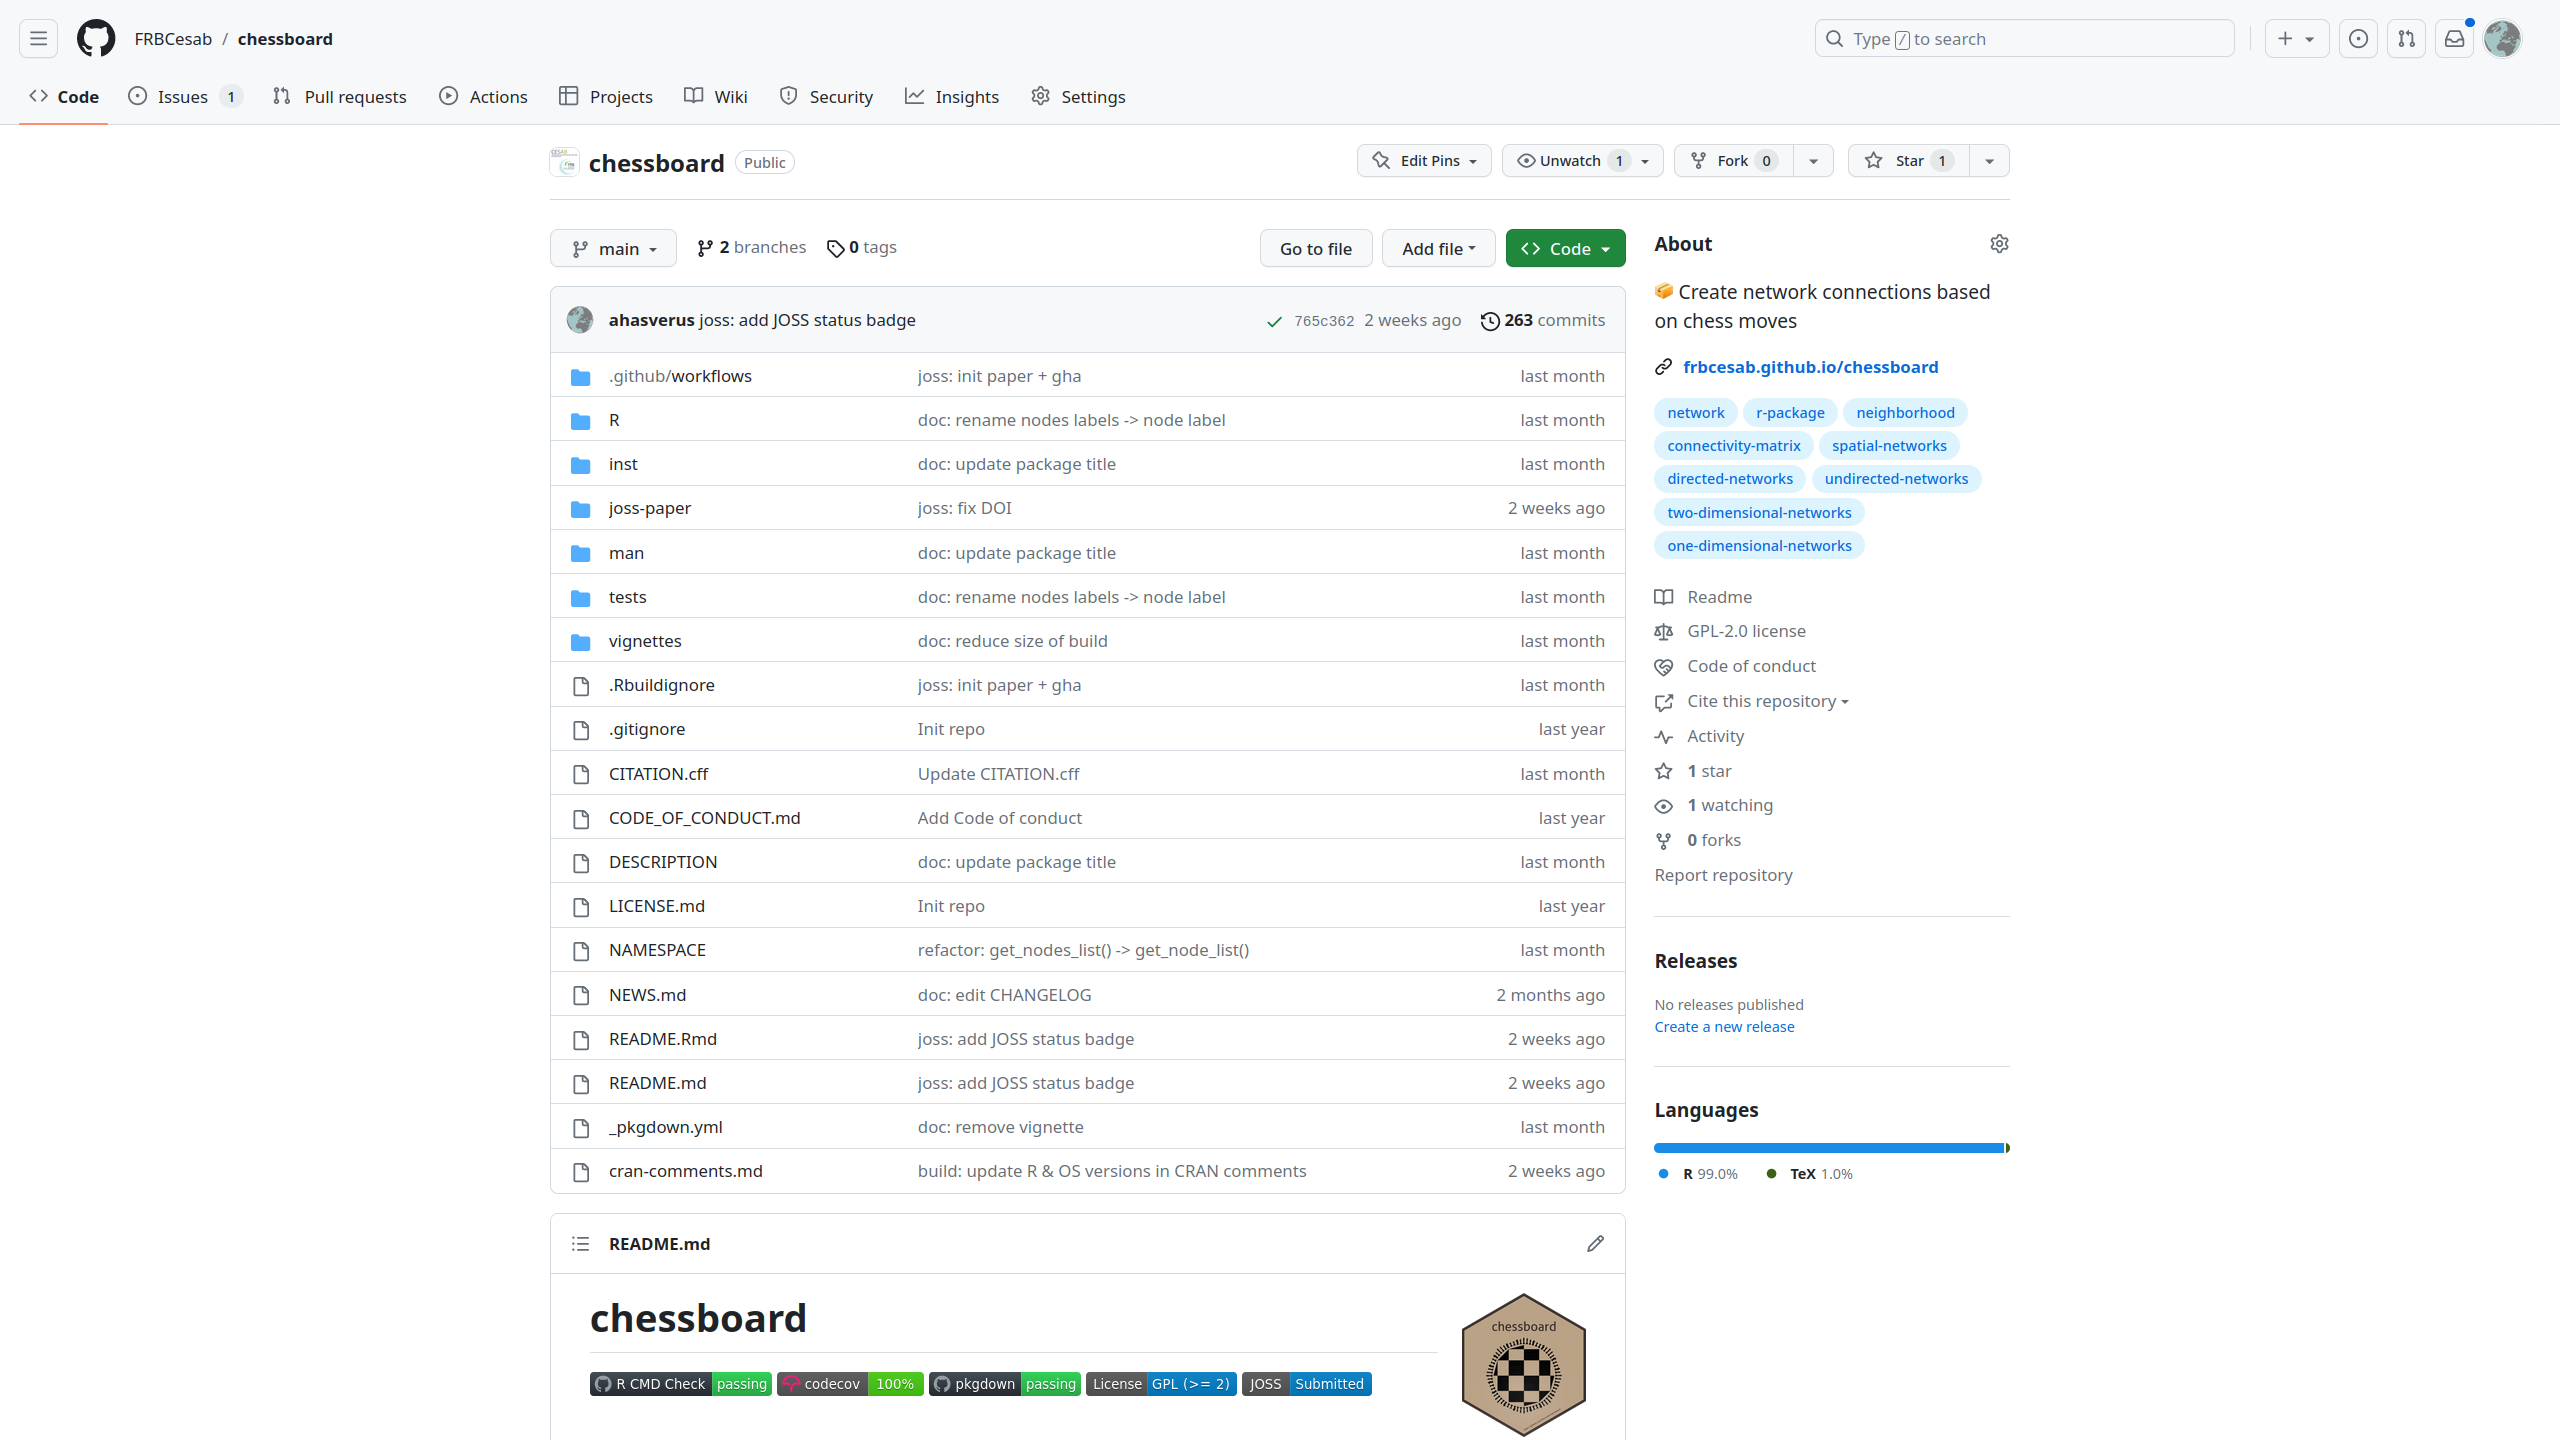 FRBCesab / chessboard
Type / to search
Code
Issues 1
Pull requests
Actions
Projects
Wiki
Security
Insights
Settings
chessboard Public
Edit Pins
Unwatch 1
Fork 0
Star 1
main
2 branches
0 tags
Go to file
Add file
Code
ahasverus joss: add JOSS status badge 765c362 2 weeks ago 263 commits
.github/workflows joss: init paper + gha last month
R doc: rename nodes labels -> node label last month
inst doc: update package title last month
joss-paper joss: fix DOI 2 weeks ago
man doc: update package title last month
tests doc: rename nodes labels -> node label last month
vignettes doc: reduce size of build last month
.Rbuildignore joss: init paper + gha last month
.gitignore Init repo last year
CITATION.cff Update CITATION.cff last month
CODE_OF_CONDUCT.md Add Code of conduct last year
DESCRIPTION doc: update package title last month
LICENSE.md Init repo last year
NAMESPACE refactor: get_nodes_list() -> get_node_list() last month
NEWS.md doc: edit CHANGELOG 2 months ago
README.Rmd joss: add JOSS status badge 2 weeks ago
README.md joss: add JOSS status badge 2 weeks ago
_pkgdown.yml doc: remove vignette last month
cran-comments.md build: update R & OS versions in CRAN comments 2 weeks ago
README.md
chessboard
R CMD Check passing
codecov 100%
pkgdown passing
License GPL (>= 2)
JOSS Submitted
chessboard
About
Create network connections based
on chess moves
frbcesab.github.io/chessboard
network r-package neighborhood
connectivity-matrix spatial-networks
directed-networks undirected-networks
two-dimensional-networks
one-dimensional-networks
Readme
GPL-2.0 license
Code of conduct
Cite this repository
Activity
1 star
1 watching
0 forks
Report repository
Releases
No releases published
Create a new release
Languages
R 99.0% TeX 1.0%